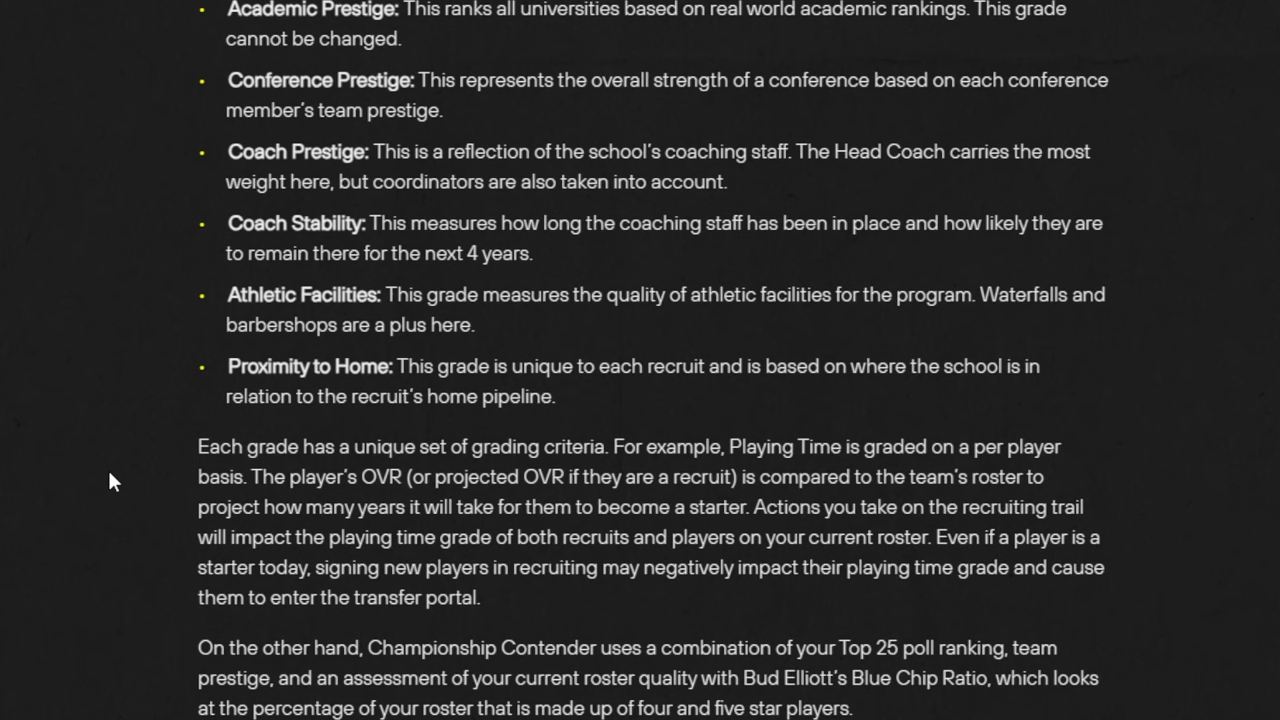 • Academic Prestige: This ranks all universities based on real world academic rankings. This grade
cannot be changed.
• Conference Prestige: This represents the overall strength of a conference based on each conference
member's team prestige.
• Coach Prestige: This is a reflection of the school's coaching staff. The Head Coach carries the most
weight here, but coordinators are also taken into account.
• Coach Stability: This measures how long the coaching staff has been in place and how likely they are
to remain there for the next 4 years.
• Athletic Facilities: This grade measures the quality of athletic facilities for the program. Waterfalls and
barbershops are a plus here.
• Proximity to Home: This grade is unique to each recruit and is based on where the school is in
relation to the recruit's home pipeline.
Each grade has a unique set of grading criteria. For example, Playing Time is graded on a per player
basis. The player's OVR (or projected OVR if they are a recruit) is compared to the team's roster to
project how many years it will take for them to become a starter. Actions you take on the recruiting trail
will impact the playing time grade of both recruits and players on your current roster. Even if a player is a
starter today, signing new players in recruiting may negatively impact their playing time grade and cause
them to enter the transfer portal.
On the other hand, Championship Contender uses a combination of your Top 25 poll ranking, team
prestige, and an assessment of your current roster quality with Bud Elliott's Blue Chip Ratio, which looks
at the percentage of your roster that is made up of four and five star players.